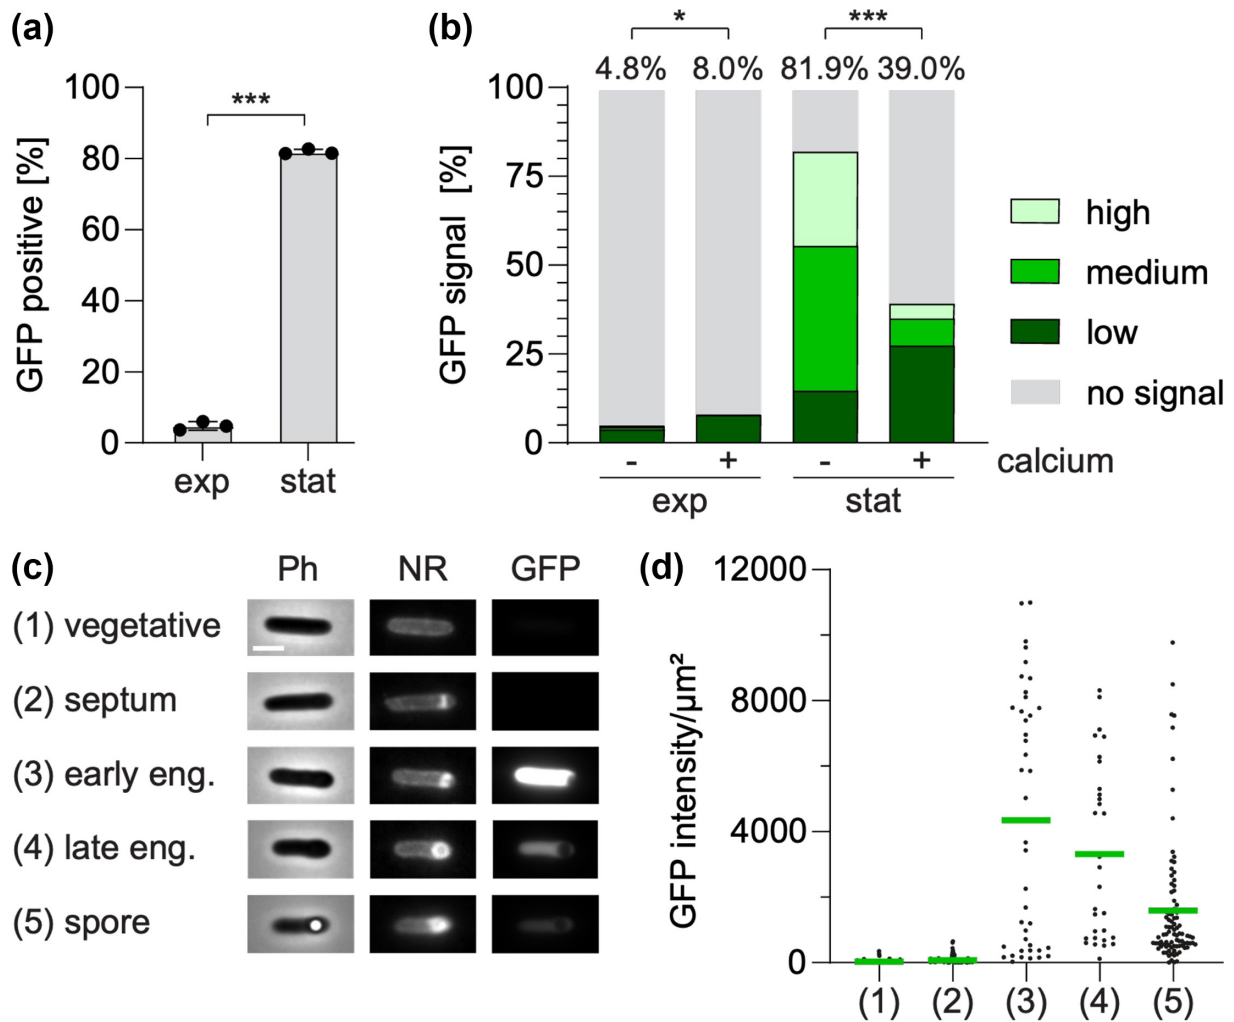 (a)
GFP positive [%]
100
80
60
40
20
0
***
exp stat
(b)
GFP signal [%]
* ***
4.8% 8.0% 81.9% 39.0%
100
75
50
25
0
- + - + calcium
exp stat
high
medium
low
no signal
(c)
Ph NR GFP
(1) vegetative
(2) septum
(3) early eng.
(4) late eng.
(5) spore
(d)
GFP intensity/µm²
12000
8000
4000
0
(1) (2) (3) (4) (5)